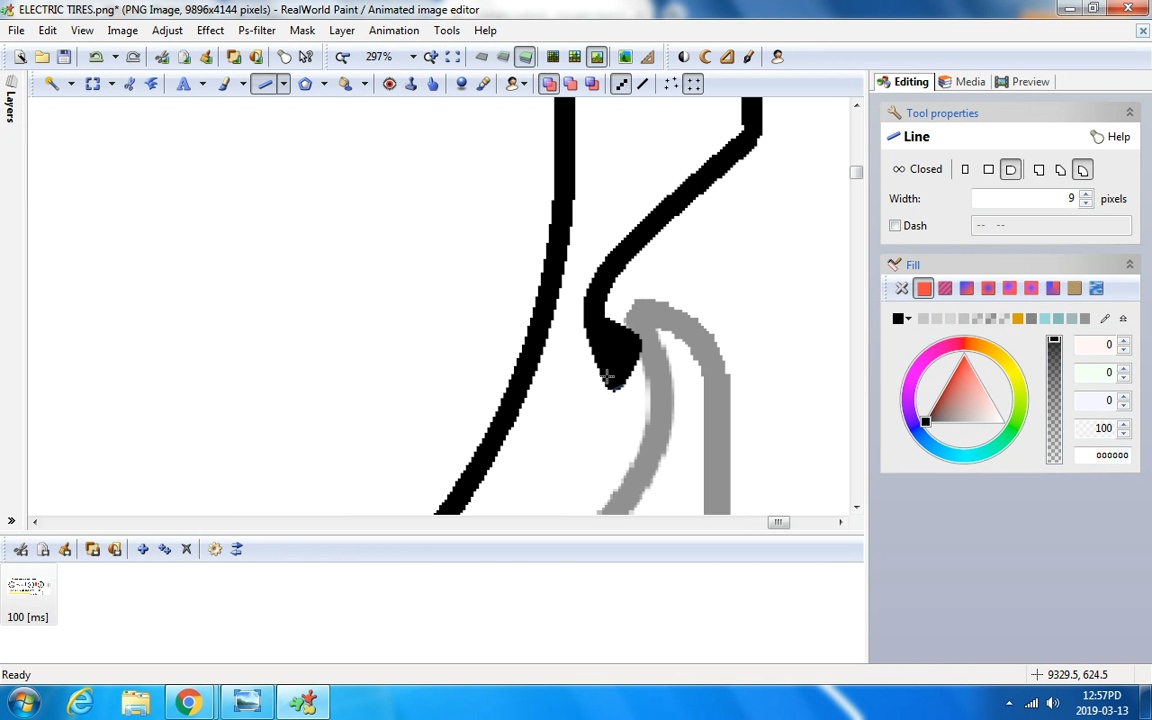 ELECTRIC TIRES.png* (PNG Image, 9896x4144 pixels) - RealWorld Paint / Animated image editor
File Edit View Image Adjust Effect Ps-filter Mask Layer Animation Tools Help
297%
Layers
Editing Media Preview
Tool properties
Line Help
Closed
Width: 9 pixels
Dash -- --
Fill
0
0
0
100
000000
100 [ms]
Ready 9329.5, 624.5
12:57PD
2019-03-13